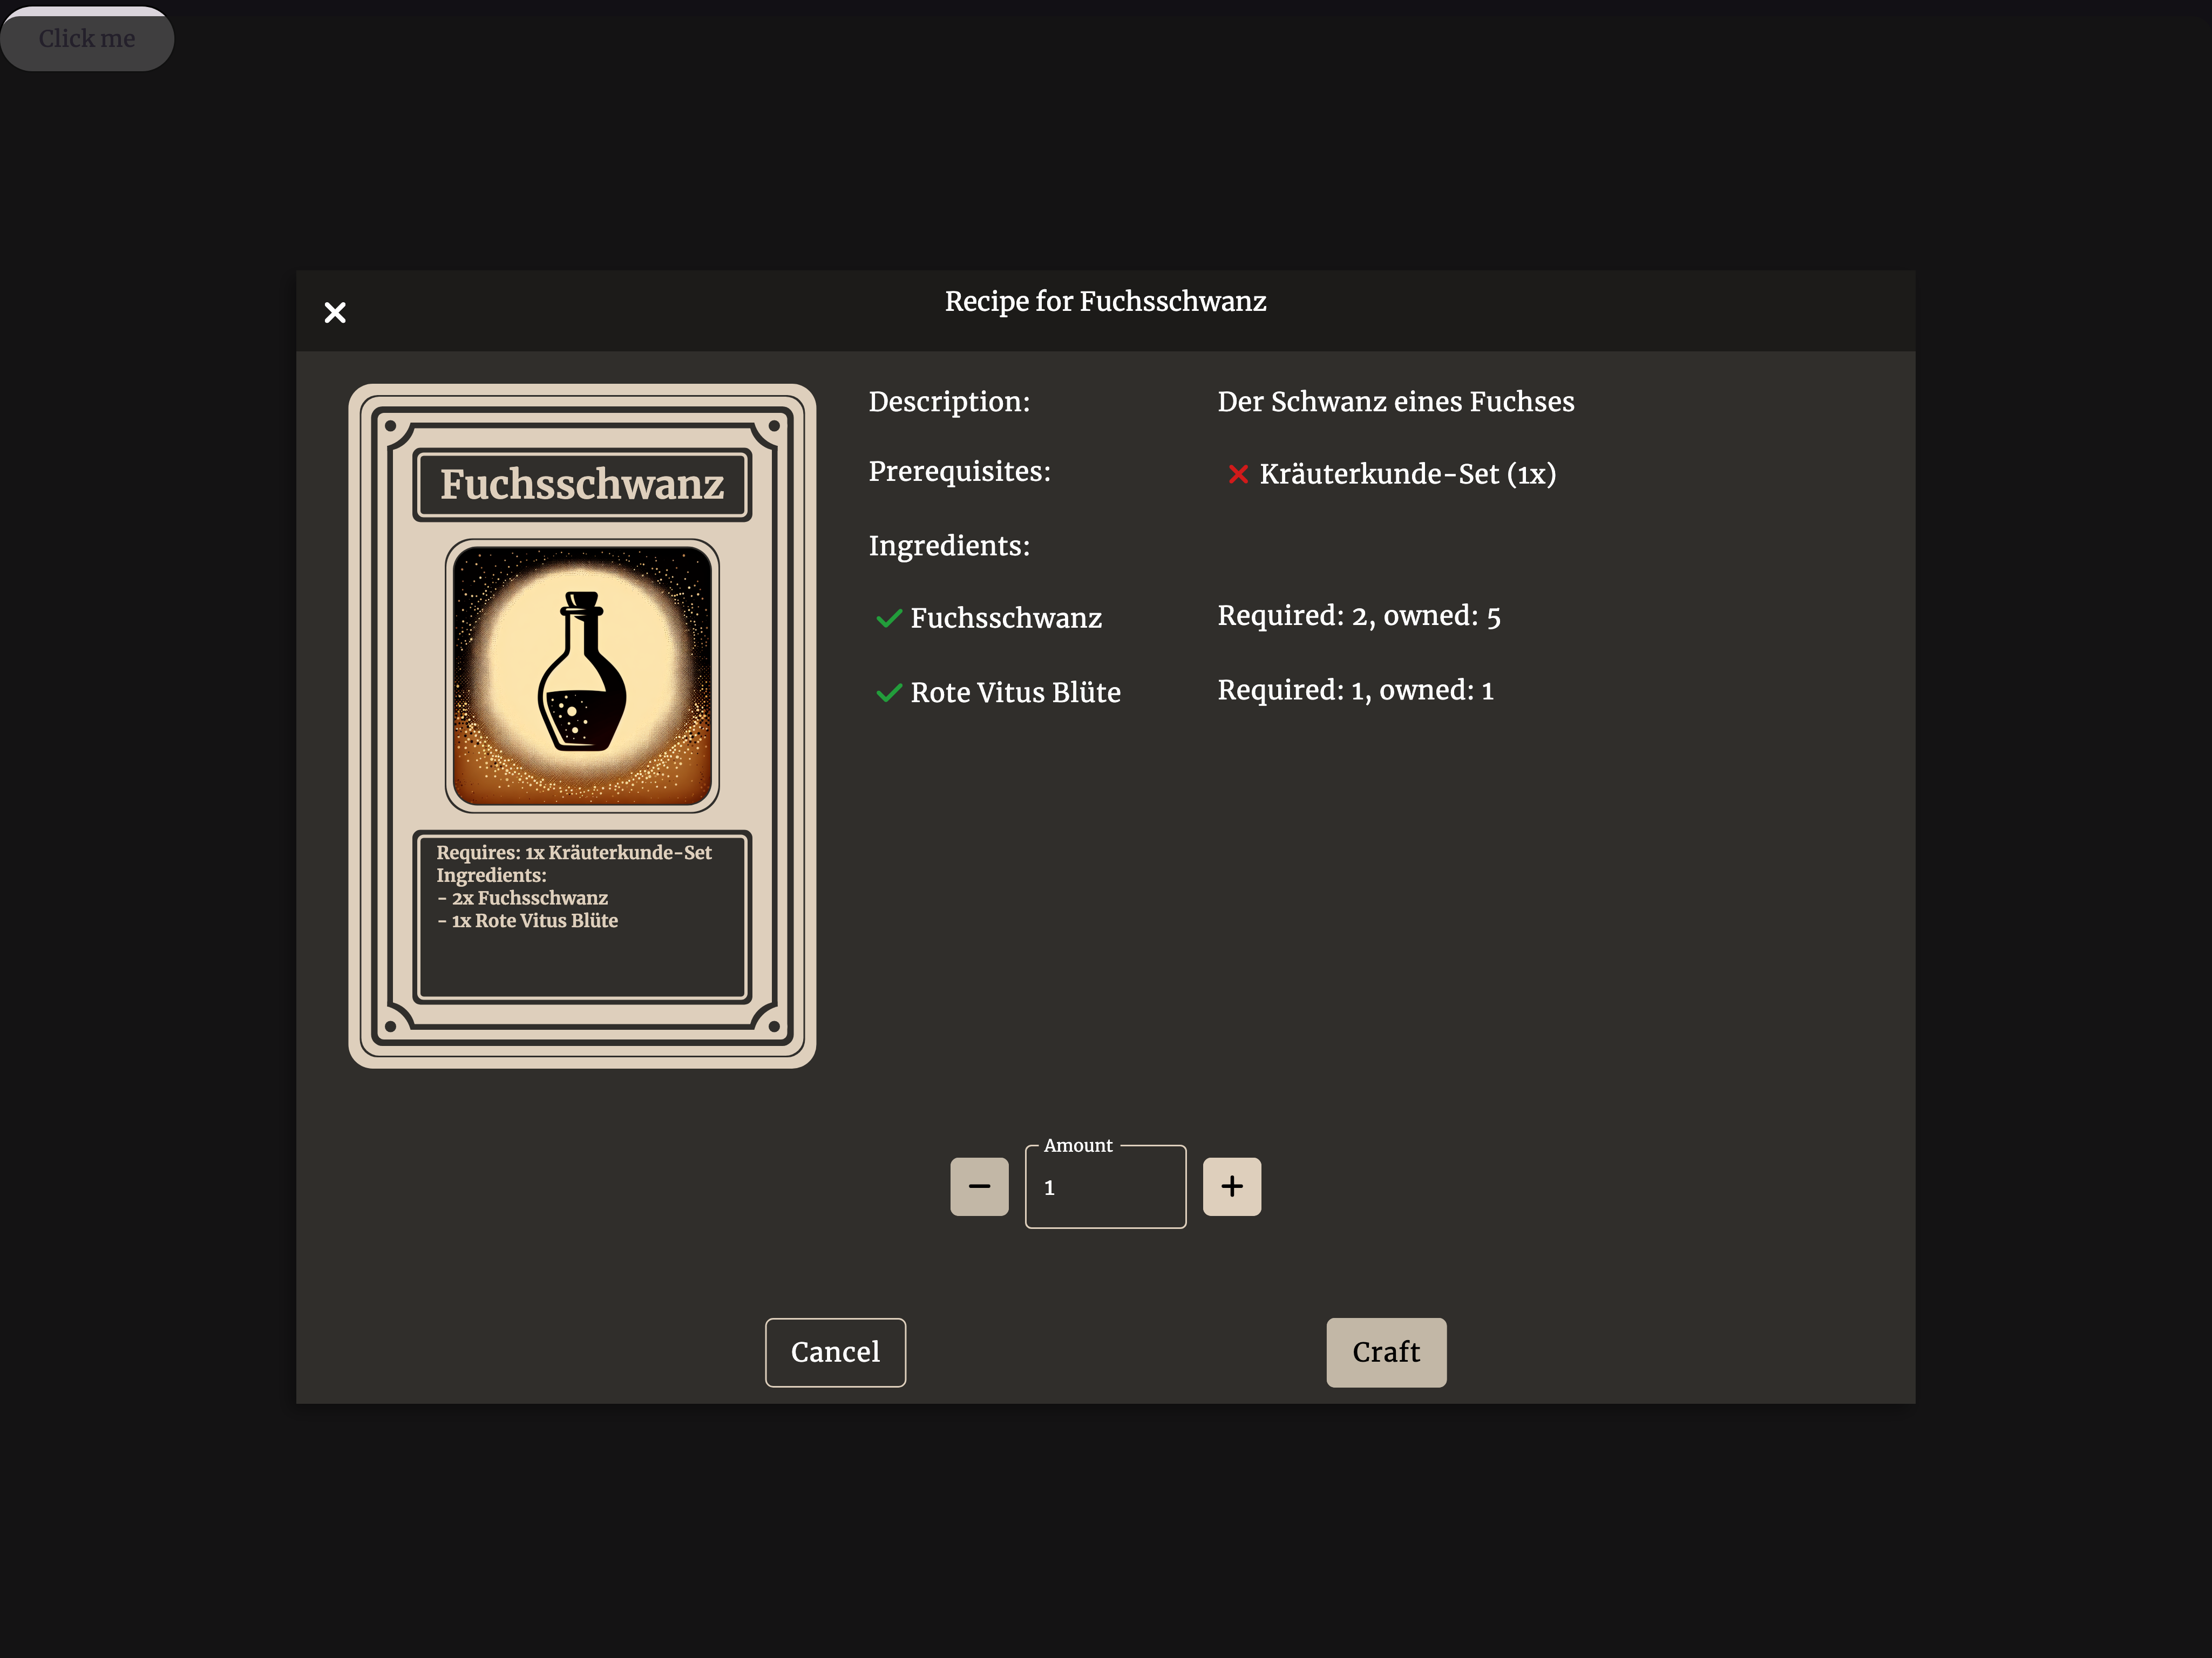 Click me
Recipe for Fuchsschwanz
Fuchsschwanz
Requires: 1x Kräuterkunde-Set
Ingredients:
- 2x Fuchsschwanz
- 1x Rote Vitus Blüte
Description: Der Schwanz eines Fuchses
Prerequisites: Kräuterkunde-Set (1x)
Ingredients:
Fuchsschwanz Required: 2, owned: 5
Rote Vitus Blüte Required: 1, owned: 1
Amount
1
Cancel Craft